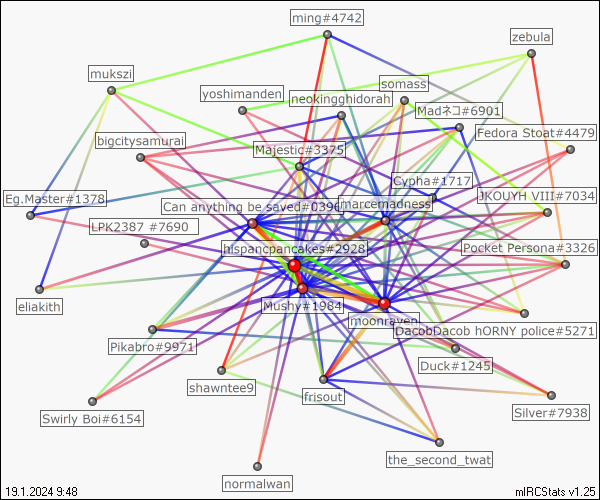 ming#4742
zebula
mukszi
somass
yoshimanden
neokingghidorah
Madネコ#6901
Fedora Stoat#4479
bigcitysamurai
Majestic#3375
Cypha#1717
Eg.Master#1378
JKOUYH VIII#7034
Can anything be saved#0396
marcemadness
LPK2387 #7690
hispancpancakes#2928
Pocket Persona#3326
eliakith
Mushy#1984
moonraven
DacobDacob hORNY police#5271
Pikabro#9971
Duck#1245
shawntee9
frisout
Silver#7938
Swirly Boi#6154
the_second_twat
normalwan
19.1.2024 9:48
mIRCStats v1.25